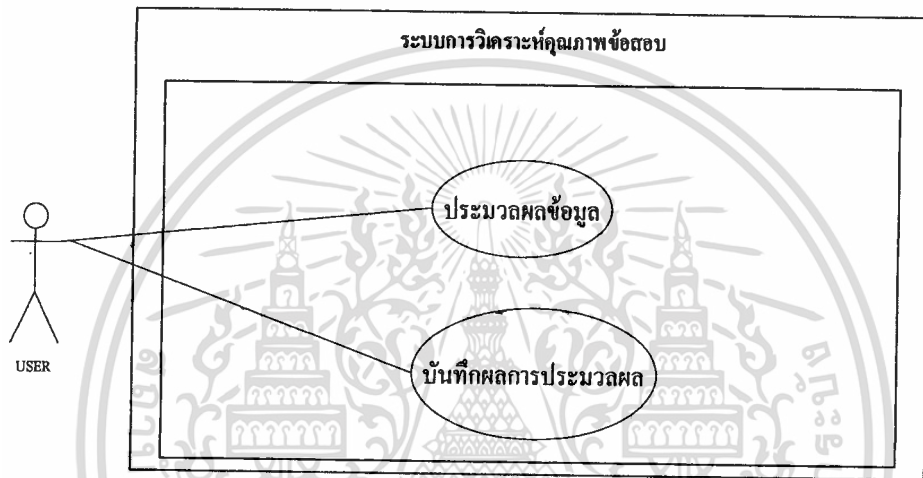 ระบบการวิเคราะห์คุณภาพข้อสอบ
ประมวลผลข้อมูล
บันทึกผลการประมวลผล
USER